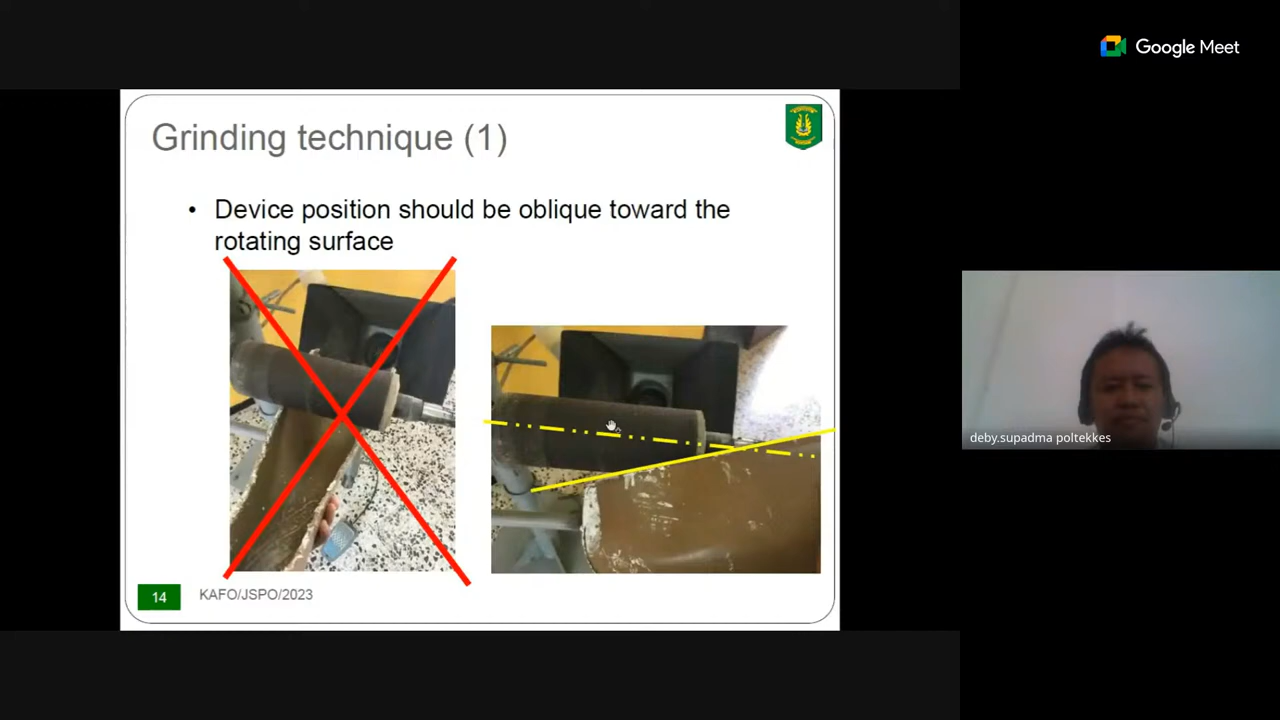 Google Meet
Grinding technique (1)
• Device position should be oblique toward the
rotating surface
14
KAFO/JSPO/2023
deby.supadma poltekkes